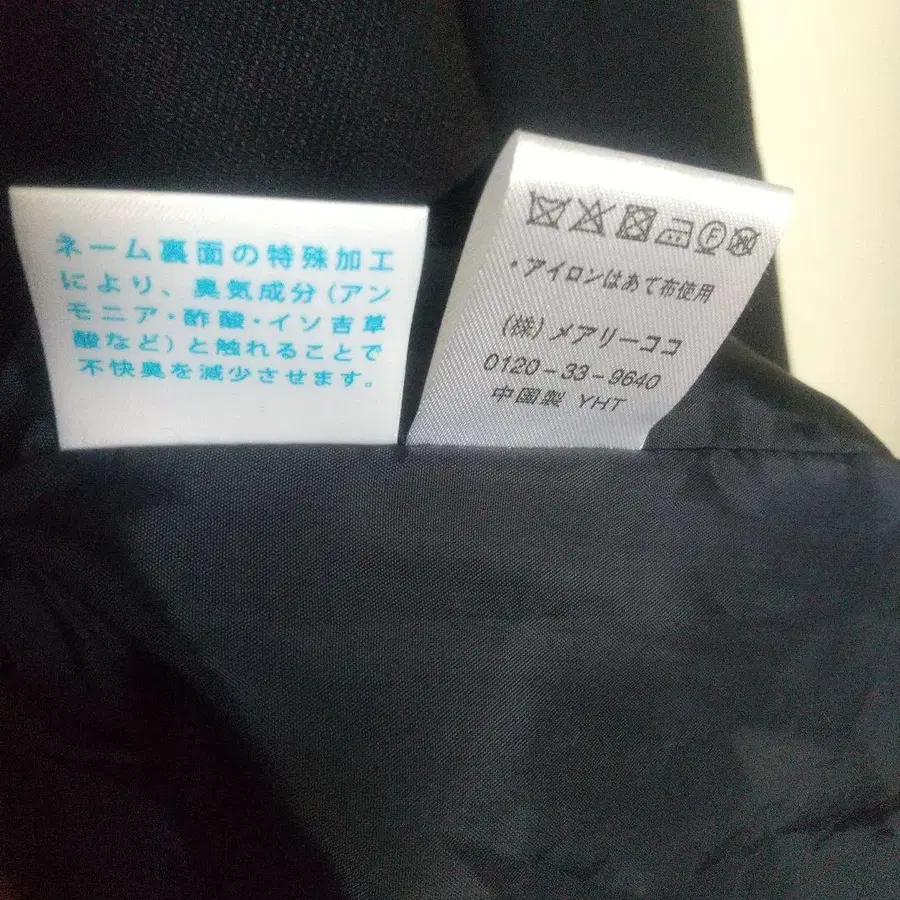 ネーム裏面の特殊加工
により、臭気成分(アン
モニア・酢酸・イソ吉草
酸など)と触れることで
不快臭を減少させます。
・アイロンはあて布使用
(株)メアリーココ
0120-33-9640
中国製 YHT